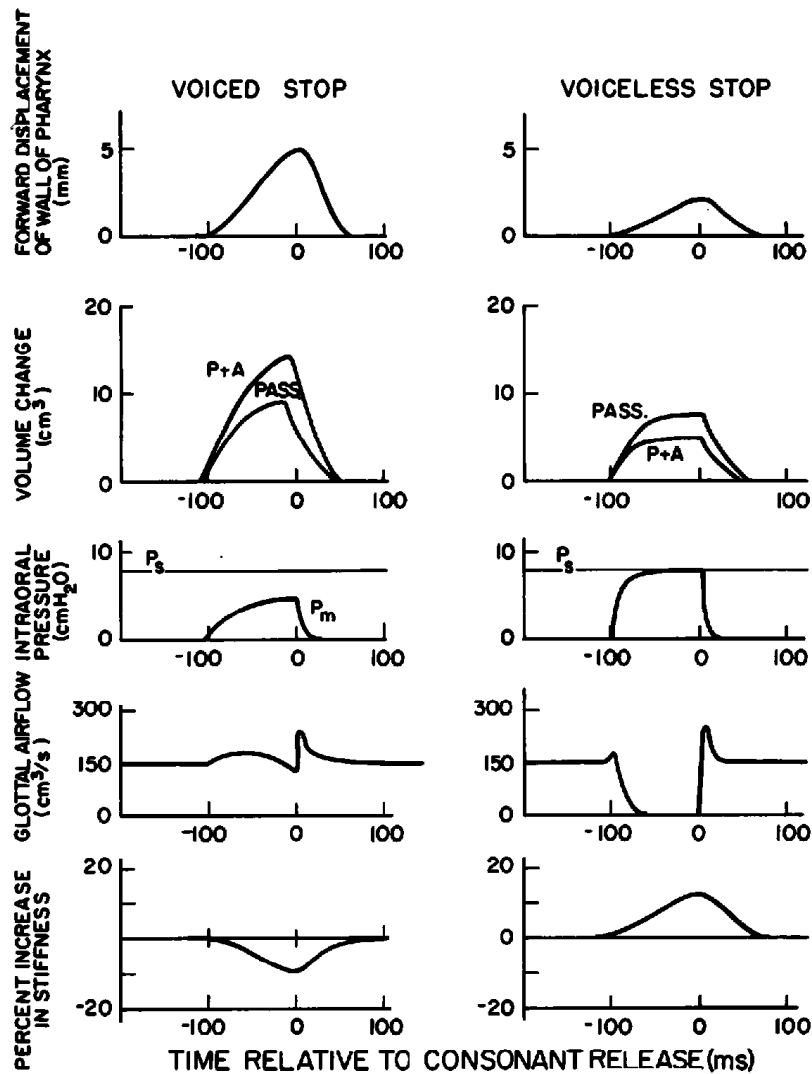 VOICED STOP
VOICELESS STOP
FORWARD DISPLACEMENT
OF WALL OF PHARYNX
(mm)
5
0
-100 0 100
5
0
-100 0 100
VOLUME CHANGE
(cm³)
20
10
0
P+A
PASS.
-100 0 100
20
10
0
PASS.
P+A
-100 0 100
INTRAORAL
PRESSURE
(cmH₂O)
10
0
Ps
Pm
-100 0 100
10
0
Ps
-100 0 100
GLOTTAL AIRFLOW
(cm³/s)
300
150
0
-100 0 100
300
150
0
-100 0 100
PERCENT INCREASE
IN STIFFNESS
20
0
-20
-100 0 100
20
0
-20
-100 0 100
TIME RELATIVE TO CONSONANT RELEASE (ms)